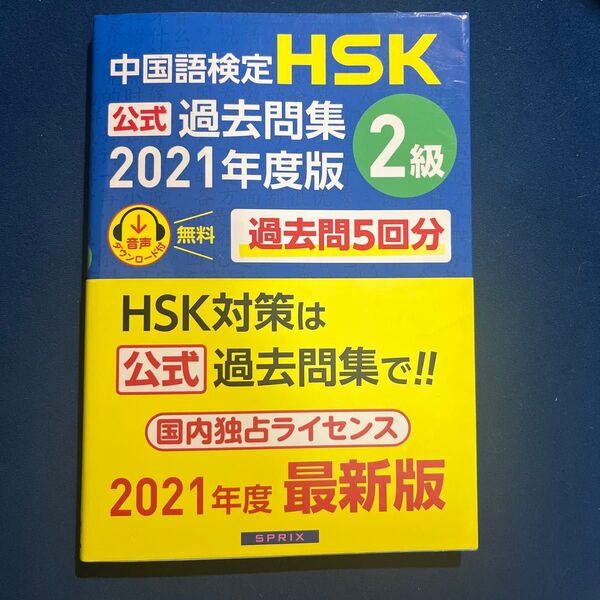 中国語検定HSK
公式 過去問集
2021年度版
2級
音声
ダウンロード付
無料
過去問5回分
HSK対策は
公式 過去問集で!!
国内独占ライセンス
2021年度 最新版
SPRIX